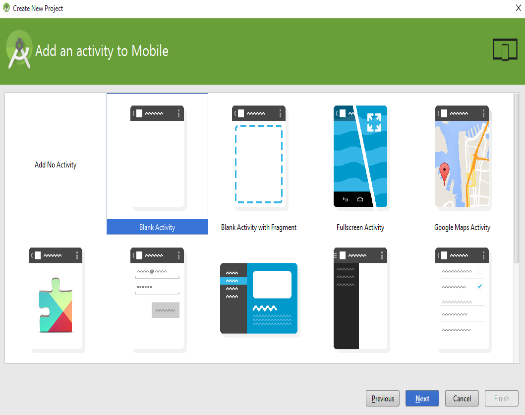 Create New Project
Add an activity to Mobile
Add No Activity
Blank Activity
Blank Activity with Fragment
Fullscreen Activity
Google Maps Activity
Previous
Next
Cancel
Finish